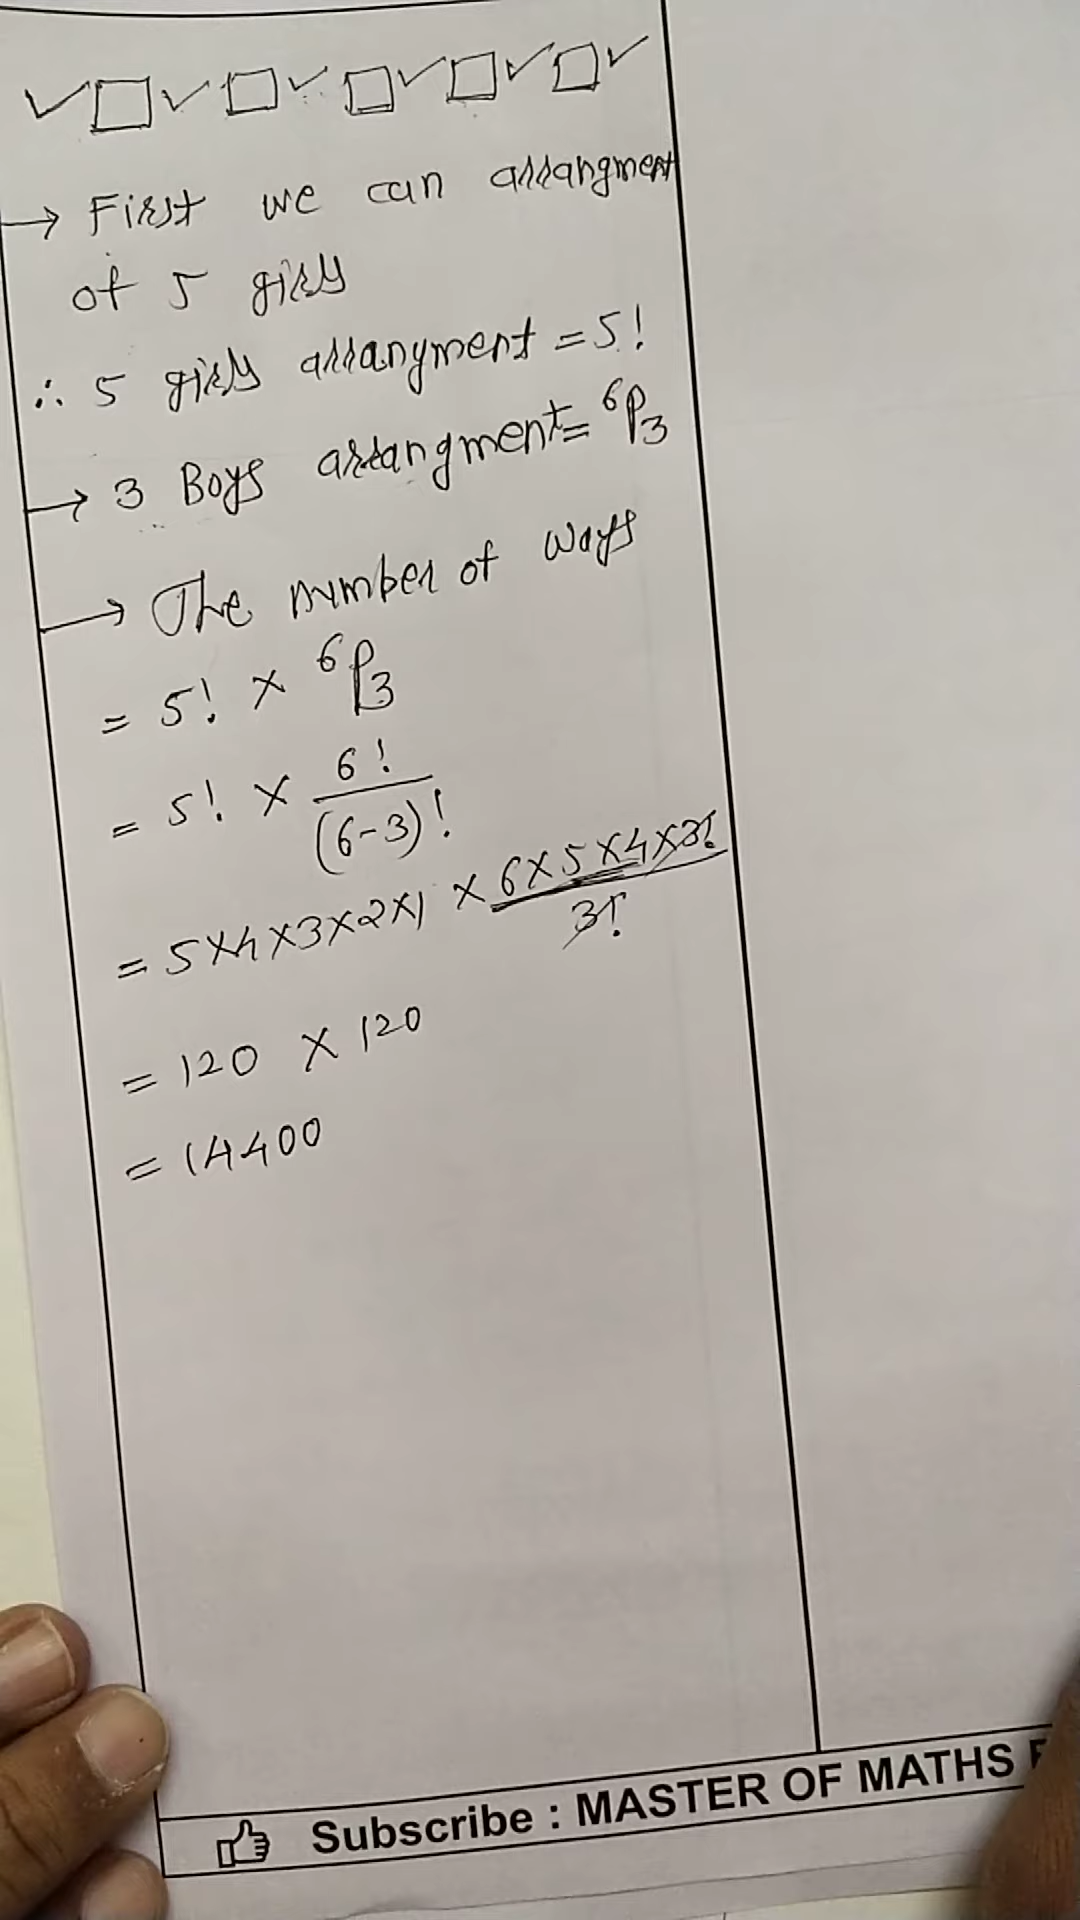 ✓□✓□✓□✓□✓□✓
→ First we can arrangment
of 5 girls
∴ 5 girls arrangment = 5!
→ 3 Boys arrangment = ⁶P₃
→ The number of ways
= 5! × ⁶P₃
= 5! × 6!/(6-3)!
= 5×4×3×2×1 × 6×5×4×3!/3!
= 120 × 120
= 14400
Subscribe : MASTER OF MATHS